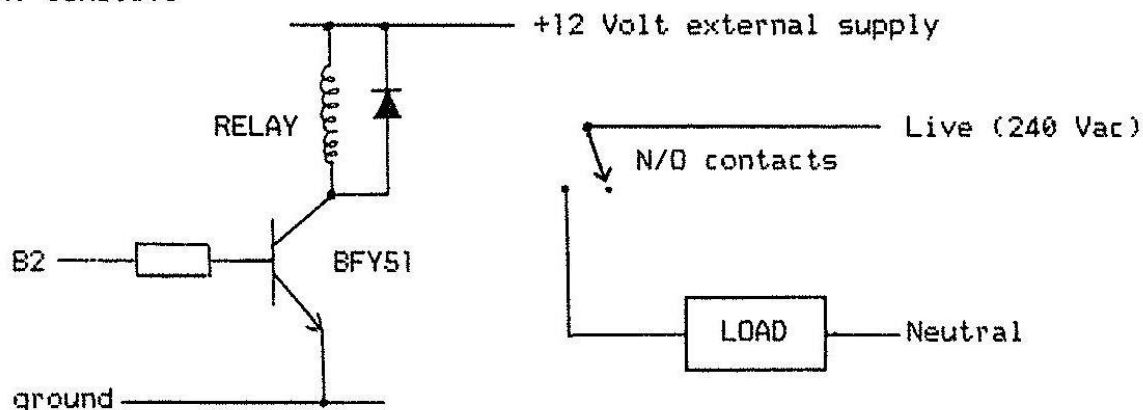 +12 Volt external supply
RELAY
Live (240 Vac)
N/O contacts
B2
BFY51
LOAD
Neutral
ground